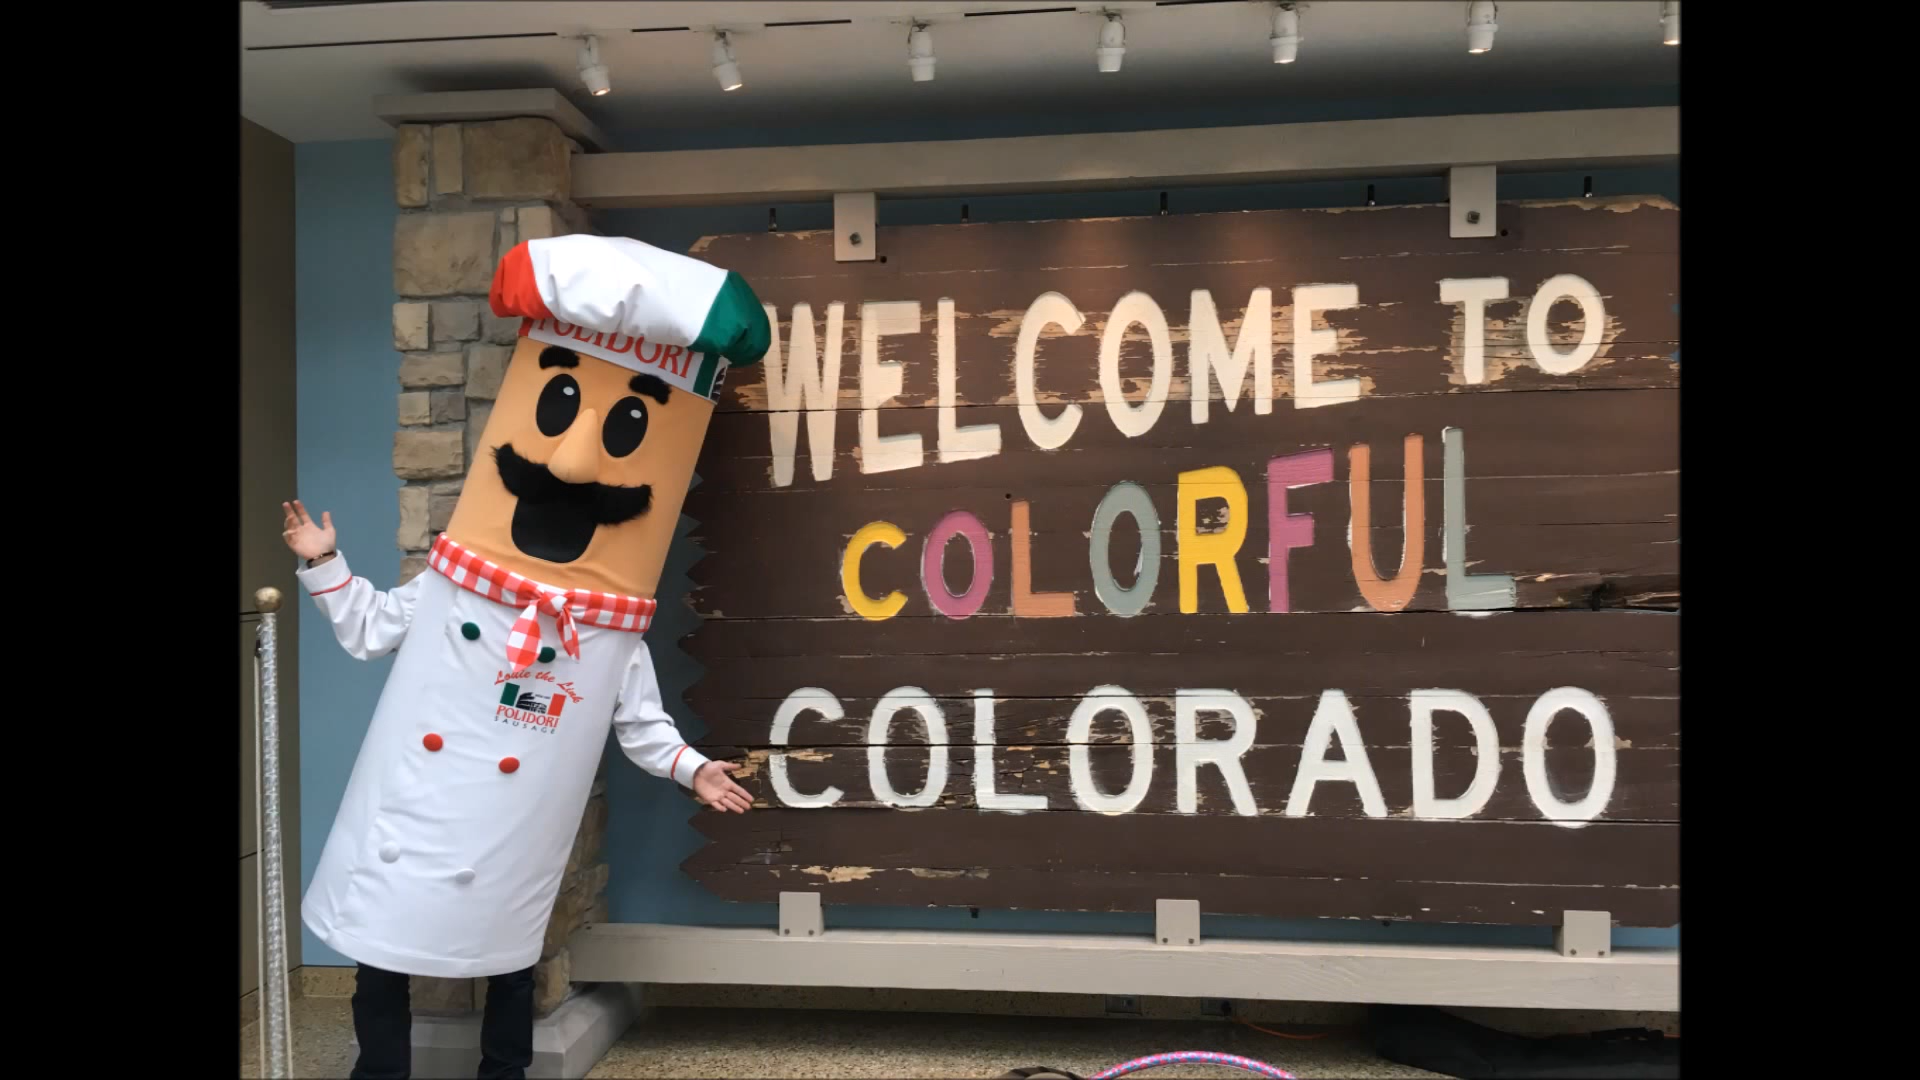 POLIDORI
WELCOME TO
COLORFUL
COLORADO
Louie the Link
POLIDORI
SAUSAGE